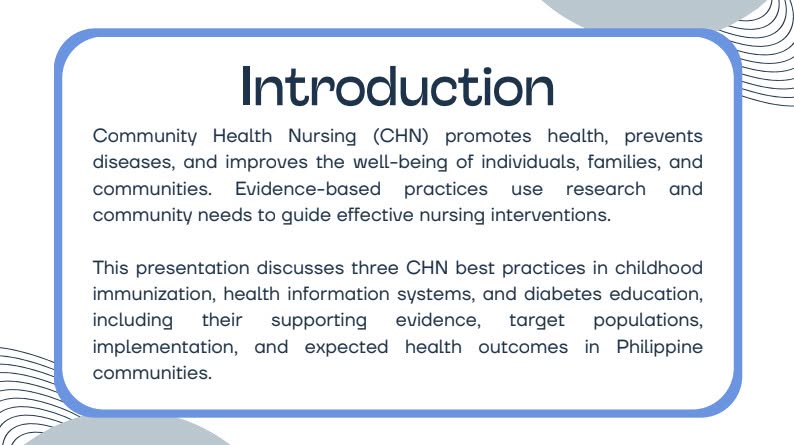 Introduction
Community Health Nursing (CHN) promotes health, prevents
diseases, and improves the well-being of individuals, families, and
communities. Evidence-based practices use research and
community needs to guide effective nursing interventions.
This presentation discusses three CHN best practices in childhood
immunization, health information systems, and diabetes education,
including their supporting evidence, target populations,
implementation, and expected health outcomes in Philippine
communities.